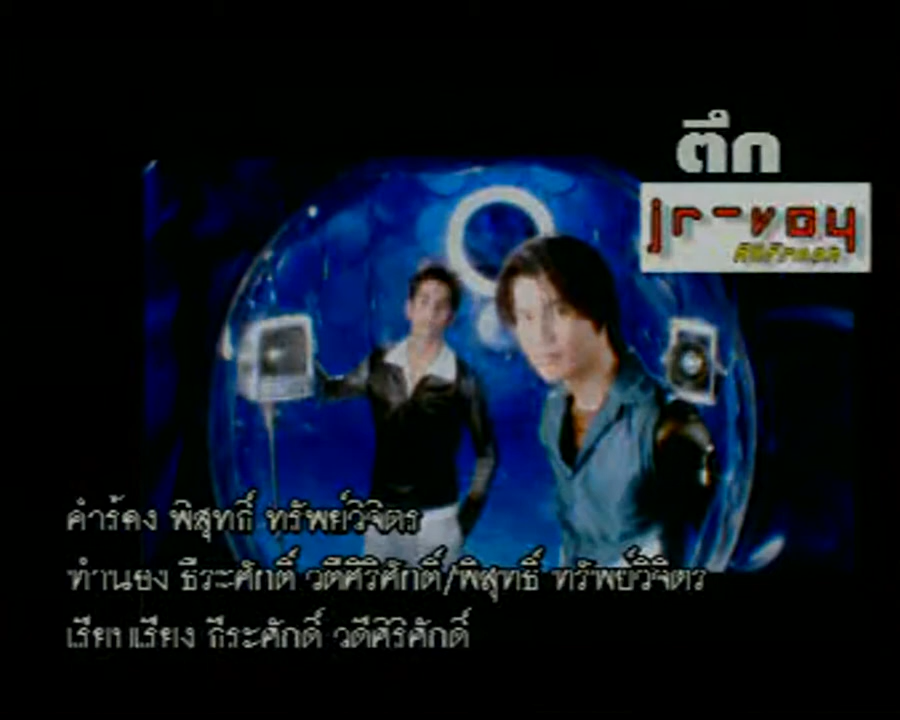 ตึก
jr-voy
คำร้อง พิสุทธิ์ ทรัพย์วิจิตร
ทำนอง ธีระศักดิ์ วดีศิริศักดิ์/พิสุทธิ์ ทรัพย์วิจิตร
เรียบเรียง ธีระศักดิ์ วดีศิริศักดิ์